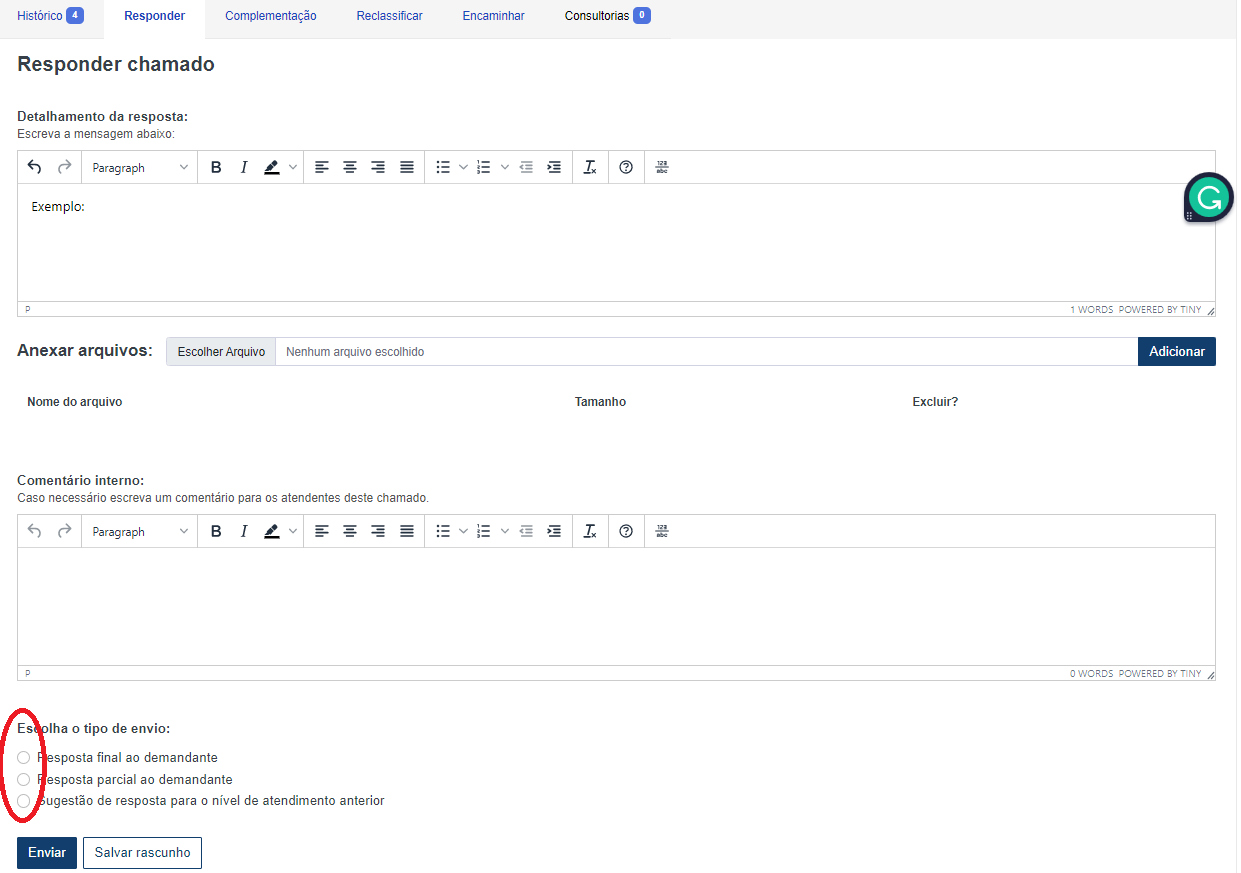 Histórico 4 Responder Complementação Reclassificar Encaminhar Consultorias 0
Responder chamado
Detalhamento da resposta:
Escreva a mensagem abaixo:
Paragraph B I
Exemplo:
P 1 WORDS POWERED BY TINY
Anexar arquivos: Escolher Arquivo Nenhum arquivo escolhido Adicionar
Nome do arquivo Tamanho Excluir?
Comentário interno:
Caso necessário escreva um comentário para os atendentes deste chamado.
Paragraph B I
P 0 WORDS POWERED BY TINY
Escolha o tipo de envio:
Resposta final ao demandante
Resposta parcial ao demandante
Sugestão de resposta para o nível de atendimento anterior
Enviar Salvar rascunho